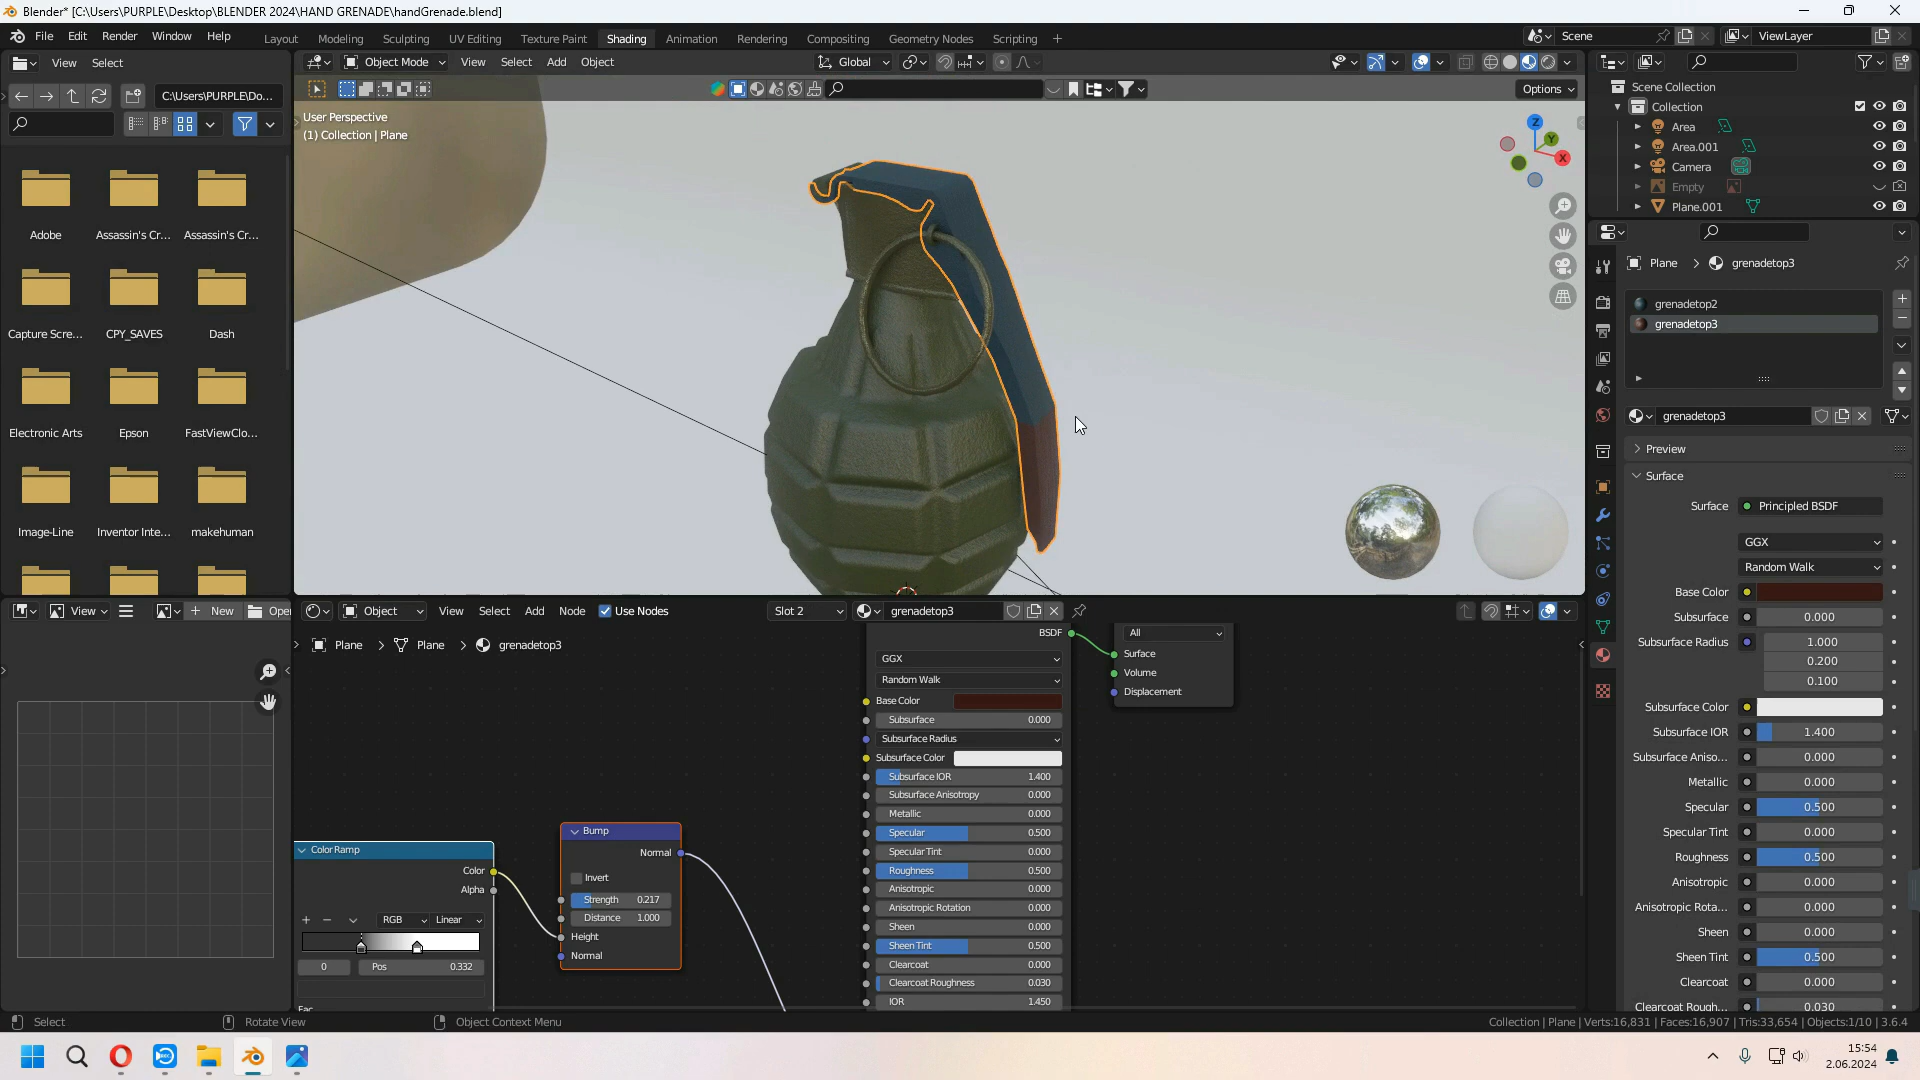 Blender* [C:\Users\PURPLE\Desktop\BLENDER 2024\HAND GRENADE\handGrenade.blend]
File Edit Render Window Help Layout Modeling Sculpting UV Editing Texture Paint Shading Animation Rendering Compositing Geometry Nodes Scripting + Scene ViewLayer
View Select Object Mode View Select Add Object Global
C:\Users\PURPLE\Do... Options
User Perspective
(1) Collection | Plane
Z
Y
X
Adobe Assassin's Cr... Assassin's Cr...
Capture Scre... CPY_SAVES Dash
Electronic Arts Epson FastViewClo...
Image-Line Inventor Inte... makehuman
Scene Collection
Collection
Area
Area.001
Camera
Empty
Plane.001
Plane > grenadetop3
grenadetop2
grenadetop3
grenadetop3
Preview
Surface
Surface Principled BSDF
GGX
Random Walk
Base Color
Subsurface 0.000
Subsurface Radius 1.000
0.200
0.100
Subsurface Color
Subsurface IOR 1.400
Subsurface Aniso... 0.000
Metallic 0.000
Specular 0.500
Specular Tint 0.000
Roughness 0.500
Anisotropic 0.000
Anisotropic Rota... 0.000
Sheen 0.000
Sheen Tint 0.500
Clearcoat 0.000
Clearcoat Rough... 0.030
View + New Open
Object View Select Add Node Use Nodes Slot 2 grenadetop3
Plane > Plane > grenadetop3
BSDF
GGX
Random Walk
Base Color
Subsurface 0.000
Subsurface Radius
Subsurface Color
Subsurface IOR 1.400
Subsurface Anisotropy 0.000
Metallic 0.000
Specular 0.500
Specular Tint 0.000
Roughness 0.500
Anisotropic 0.000
Anisotropic Rotation 0.000
Sheen 0.000
Sheen Tint 0.500
Clearcoat 0.000
Clearcoat Roughness 0.030
IOR 1.450
All
Surface
Volume
Displacement
Bump
Normal
Invert
Strength 0.217
Distance 1.000
Height
Normal
Color Ramp
Color
Alpha
+ − RGB Linear
0 Pos 0.332
Fac
Select Rotate View Object Context Menu Collection | Plane | Verts:16,831 | Faces:16,907 | Tris:33,654 | Objects:1/10 | 3.6.4
15:54
2.06.2024